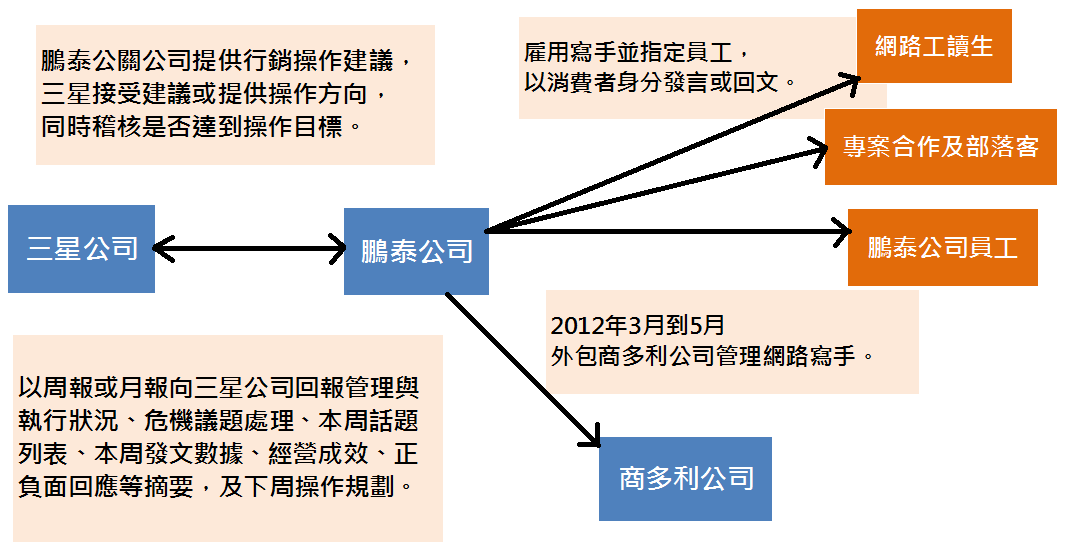 鵬泰公關公司提供行銷操作建議，
三星接受建議或提供操作方向，
同時稽核是否達到操作目標。
雇用寫手並指定員工，
以消費者身分發言或回文。
網路工讀生
專案合作及部落客
三星公司
鵬泰公司
鵬泰公司員工
2012年3月到5月
外包商多利公司管理網路寫手。
以周報或月報向三星公司回報管理與
執行狀況、危機議題處理、本周話題
列表、本周發文數據、經營成效、正
負面回應等摘要，及下周操作規劃。
商多利公司